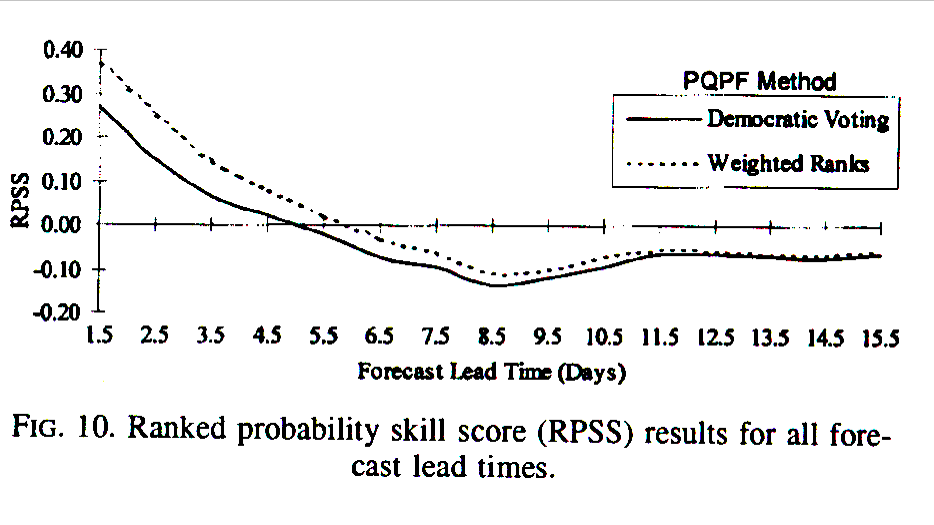 0.40
0.30
0.20
0.10
0.00
-0.10
-0.20
RPSS
PQPF Method
Democratic Voting
Weighted Ranks
1.5 2.5 3.5 4.5 5.5 6.5 7.5 8.5 9.5 10.5 11.5 12.5 13.5 14.5 15.5
Forecast Lead Time (Days)
FIG. 10. Ranked probability skill score (RPSS) results for all fore-
cast lead times.